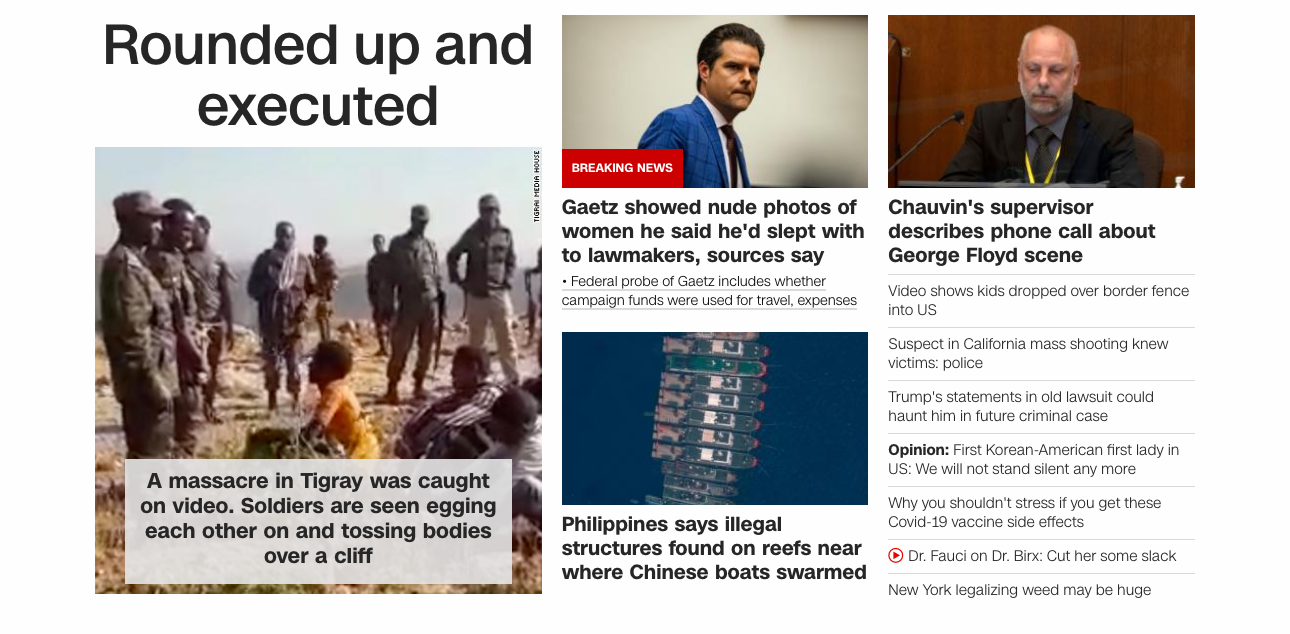 Rounded up and
executed
TIGRAI MEDIA HOUSE
A massacre in Tigray was caught
on video. Soldiers are seen egging
each other on and tossing bodies
over a cliff
BREAKING NEWS
Gaetz showed nude photos of
women he said he'd slept with
to lawmakers, sources say
• Federal probe of Gaetz includes whether
campaign funds were used for travel, expenses
Philippines says illegal
structures found on reefs near
where Chinese boats swarmed
Chauvin's supervisor
describes phone call about
George Floyd scene
Video shows kids dropped over border fence
into US
Suspect in California mass shooting knew
victims: police
Trump's statements in old lawsuit could
haunt him in future criminal case
Opinion: First Korean-American first lady in
US: We will not stand silent any more
Why you shouldn't stress if you get these
Covid-19 vaccine side effects
Dr. Fauci on Dr. Birx: Cut her some slack
New York legalizing weed may be huge